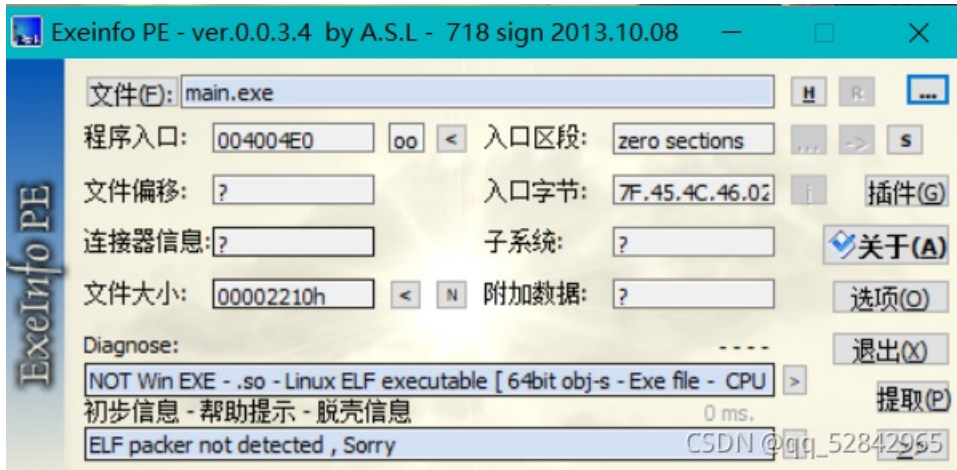 Exeinfo PE - ver.0.0.3.4 by A.S.L - 718 sign 2013.10.08
ExeInfo PE
文件(F): main.exe H R ...
程序入口: 004004E0 oo < 入口区段: zero sections ... -> S
文件偏移: ? 入口字节: 7F.45.4C.46.02 i 插件(G)
连接器信息: ? 子系统: ? 关于(A)
文件大小: 00002210h < N 附加数据: ? 选项(O)
Diagnose: - - - - 退出(X)
NOT Win EXE - .so - Linux ELF executable [ 64bit obj-s - Exe file - CPU >
初步信息 - 帮助提示 - 脱壳信息 0 ms. 提取(P)
ELF packer not detected , Sorry
CSDN @qq_52842965